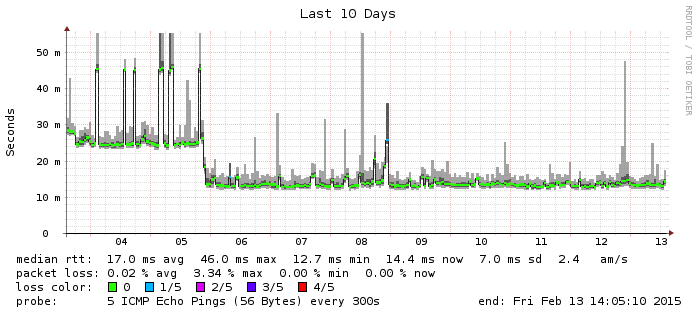 Last 10 Days
RRDTOOL / TOBI OETIKER
Seconds
50 m
40 m
30 m
20 m
10 m
0
04 05 06 07 08 09 10 11 12 13
median rtt: 17.0 ms avg 46.0 ms max 12.7 ms min 14.4 ms now 7.0 ms sd 2.4 am/s
packet loss: 0.02 % avg 3.34 % max 0.00 % min 0.00 % now
loss color: 0 1/5 2/5 3/5 4/5
probe: 5 ICMP Echo Pings (56 Bytes) every 300s end: Fri Feb 13 14:05:10 2015